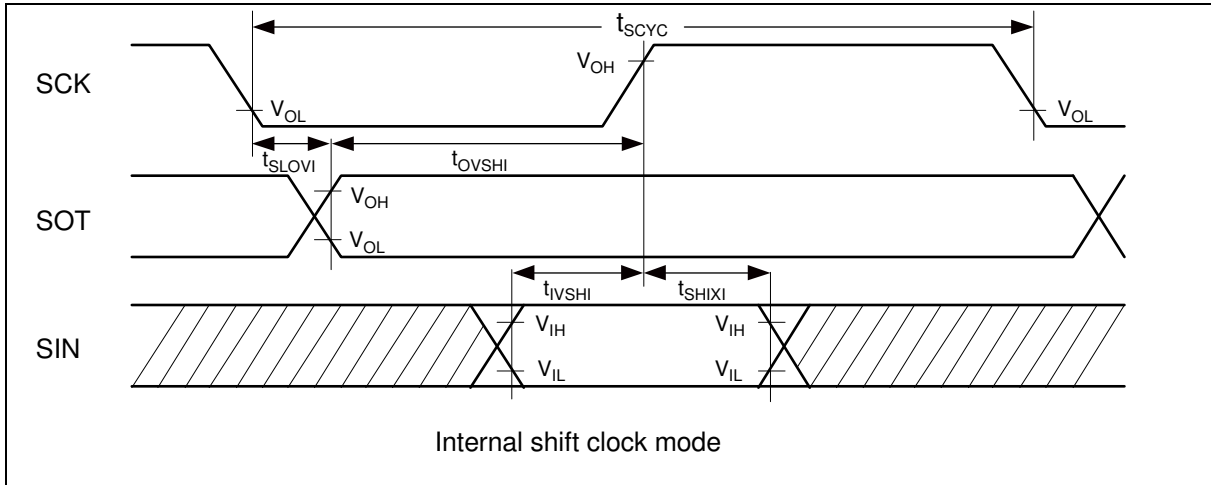 tSCYC
SCK
VOH
VOL
VOL
tSLOVI
tOVSHI
SOT
VOH
VOL
tIVSHI
tSHIXI
SIN
VIH
VIH
VIL
VIL
Internal shift clock mode